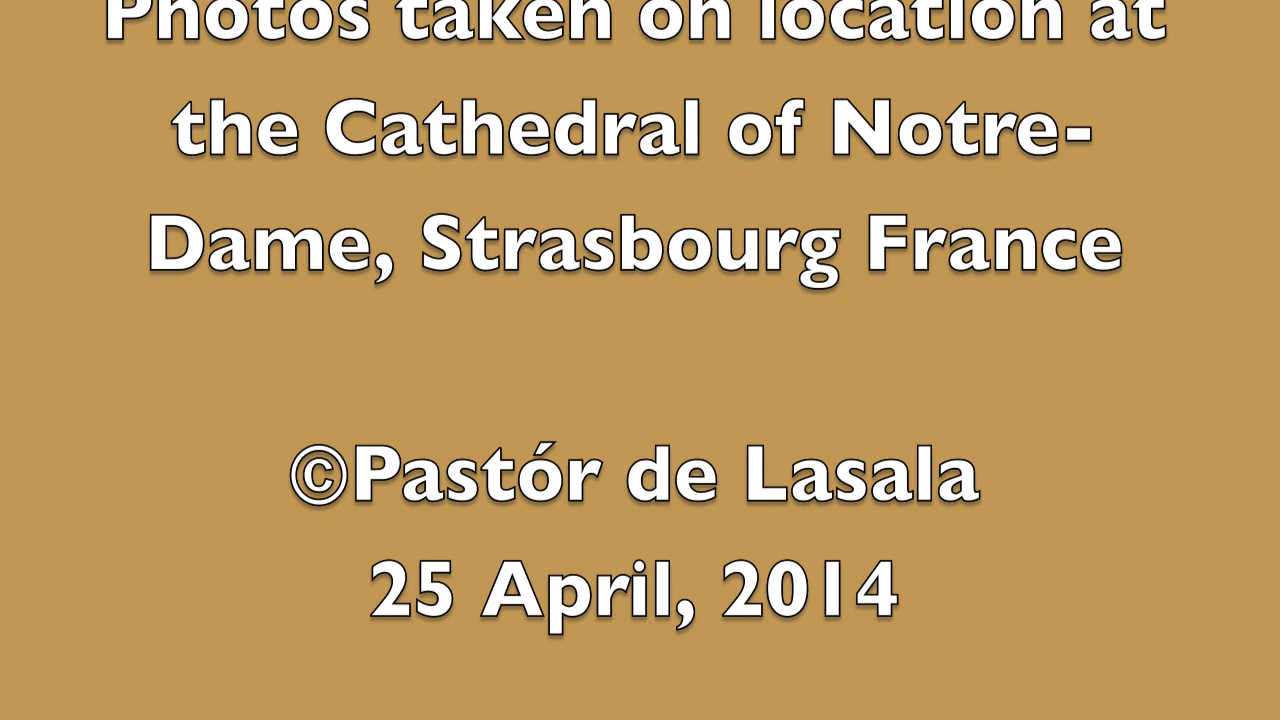 Photos taken on location at
the Cathedral of Notre-
Dame, Strasbourg France
©Pastór de Lasala
25 April, 2014